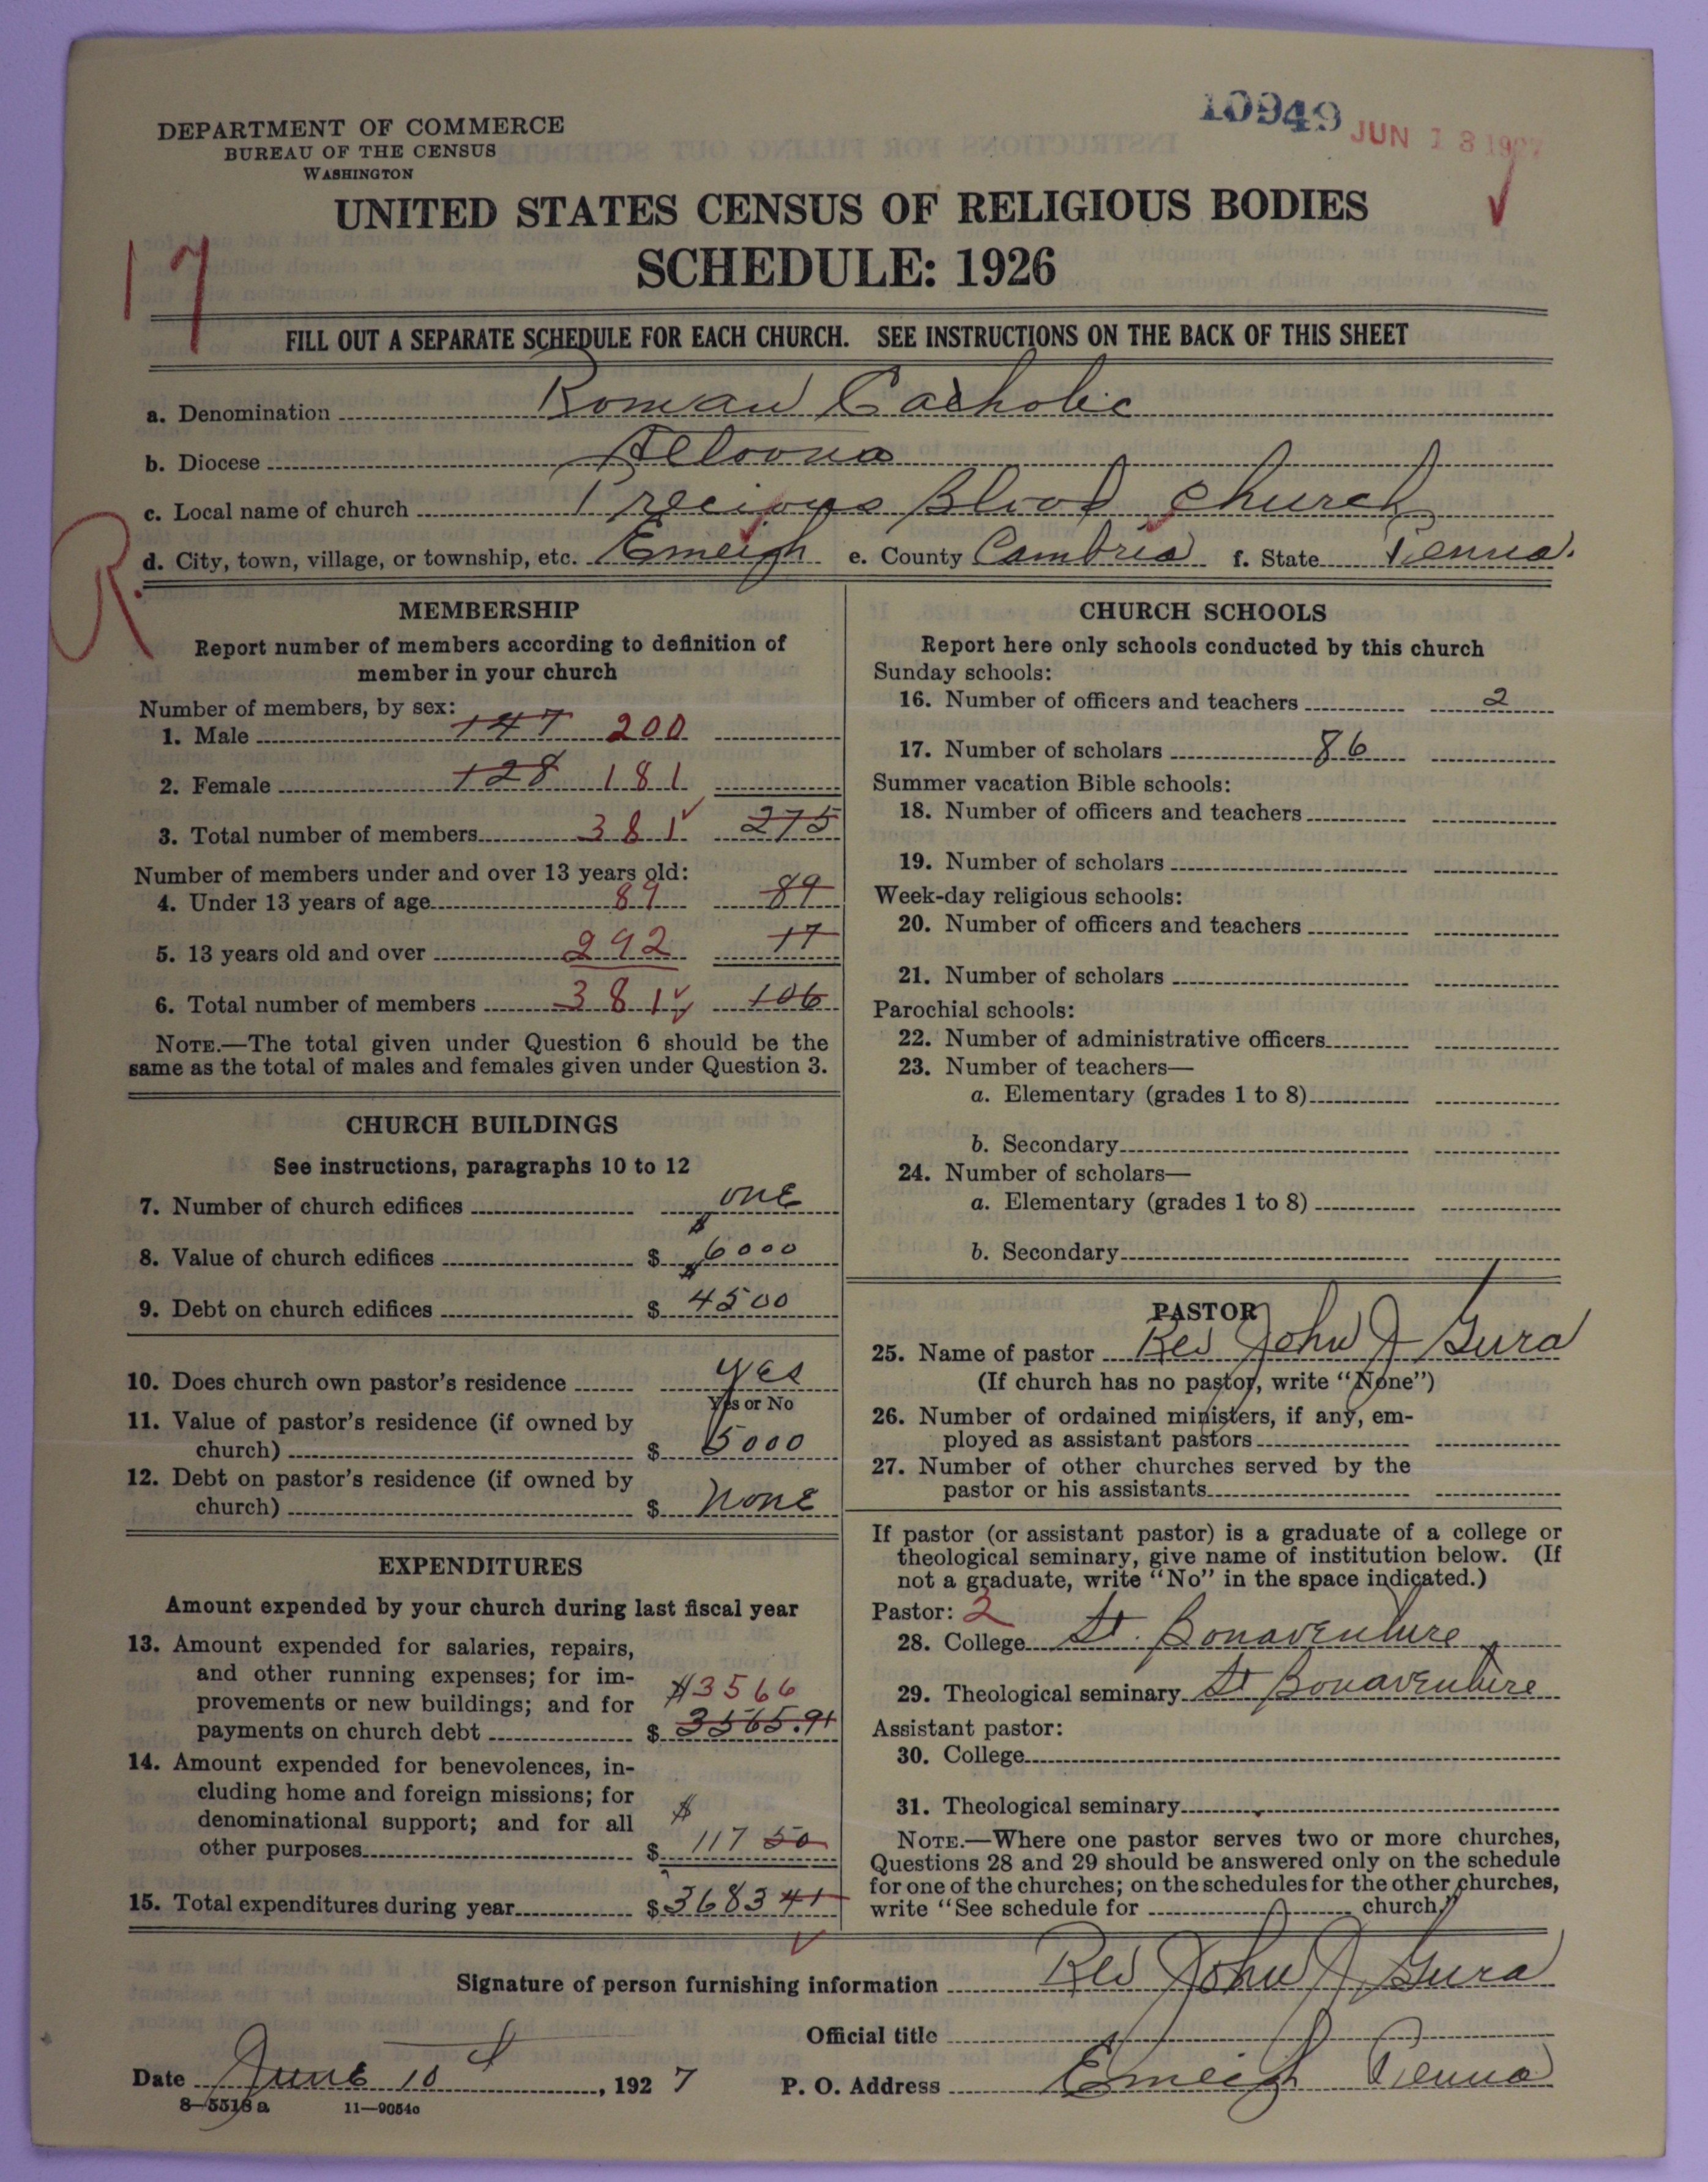 10949 JUN 13 1927
DEPARTMENT OF COMMERCE
BUREAU OF THE CENSUS
WASHINGTON
UNITED STATES CENSUS OF RELIGIOUS BODIES
SCHEDULE: 1926
17
FILL OUT A SEPARATE SCHEDULE FOR EACH CHURCH. SEE INSTRUCTIONS ON THE BACK OF THIS SHEET
a. Denomination Roman Catholic
b. Diocese Altoona
c. Local name of church Precious Blood Church
d. City, town, village, or township, etc. Emeigh e. County Cambria f. State Penna.
R.
MEMBERSHIP
Report number of members according to definition of
member in your church
Number of members, by sex:
1. Male 147 200
2. Female 128 181
3. Total number of members 381 275
Number of members under and over 13 years old:
4. Under 13 years of age 89 89
5. 13 years old and over 292 17
6. Total number of members 381 106
NOTE.—The total given under Question 6 should be the
same as the total of males and females given under Question 3.
CHURCH BUILDINGS
See instructions, paragraphs 10 to 12
7. Number of church edifices one
8. Value of church edifices $ $6000
9. Debt on church edifices $ $4500
10. Does church own pastor's residence yes
Yes or No
11. Value of pastor's residence (if owned by
church) $ 5000
12. Debt on pastor's residence (if owned by
church) $ none
EXPENDITURES
Amount expended by your church during last fiscal year
13. Amount expended for salaries, repairs,
and other running expenses; for im-
provements or new buildings; and for $3566
payments on church debt $ 3565.91
14. Amount expended for benevolences, in-
cluding home and foreign missions; for
denominational support; and for all $
other purposes $ 117 50
15. Total expenditures during year $ 3683 41
CHURCH SCHOOLS
Report here only schools conducted by this church
Sunday schools:
16. Number of officers and teachers 2
17. Number of scholars 86
Summer vacation Bible schools:
18. Number of officers and teachers
19. Number of scholars
Week-day religious schools:
20. Number of officers and teachers
21. Number of scholars
Parochial schools:
22. Number of administrative officers
23. Number of teachers—
a. Elementary (grades 1 to 8)
b. Secondary
24. Number of scholars—
a. Elementary (grades 1 to 8)
b. Secondary
PASTOR
25. Name of pastor Rev John J Gura
(If church has no pastor, write "None")
26. Number of ordained ministers, if any, em-
ployed as assistant pastors
27. Number of other churches served by the
pastor or his assistants
If pastor (or assistant pastor) is a graduate of a college or
theological seminary, give name of institution below. (If
not a graduate, write "No" in the space indicated.)
Pastor: 2
28. College St. Bonaventure
29. Theological seminary St Bonaventure
Assistant pastor:
30. College
31. Theological seminary
NOTE.—Where one pastor serves two or more churches,
Questions 28 and 29 should be answered only on the schedule
for one of the churches; on the schedules for the other churches,
write "See schedule for church."
Signature of person furnishing information Rev John J. Gura
Official title
Date June 10th, 1927 P. O. Address Emeigh Penna
8—5518 a 11—9054o